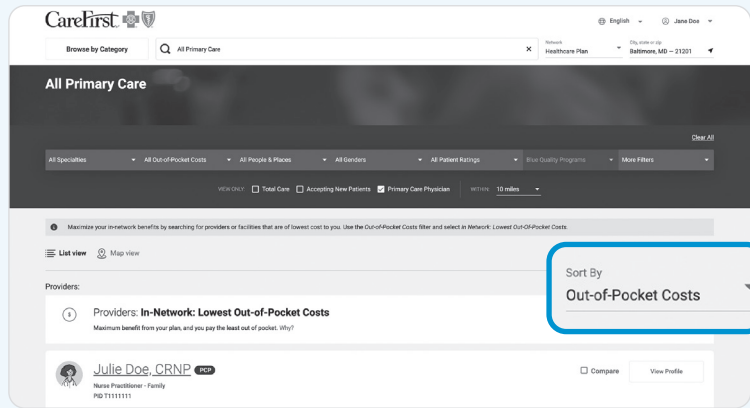 CareFirst
English
Jane Doe
Browse by Category
All Primary Care
×
Network
Healthcare Plan
City, state or zip
Baltimore, MD – 21201
All Primary Care
Clear All
All Specialties
All Out-of-Pocket Costs
All People & Places
All Genders
All Patient Ratings
Blue Quality Programs
More Filters
VIEW ONLY
Total Care
Accepting New Patients
Primary Care Physician
WITHIN
10 miles
Maximize your in-network benefits by searching for providers or facilities that are of lowest cost to you. Use the Out-of-Pocket Costs filter and select In Network: Lowest Out-Of-Pocket Costs.
List view
Map view
Sort By
Out-of-Pocket Costs
Providers:
$
Providers: In-Network: Lowest Out-of-Pocket Costs
Maximum benefit from your plan, and you pay the least out of pocket. Why?
Julie Doe, CRNP PCP
Compare
View Profile
Nurse Practitioner - Family
PID T1111111